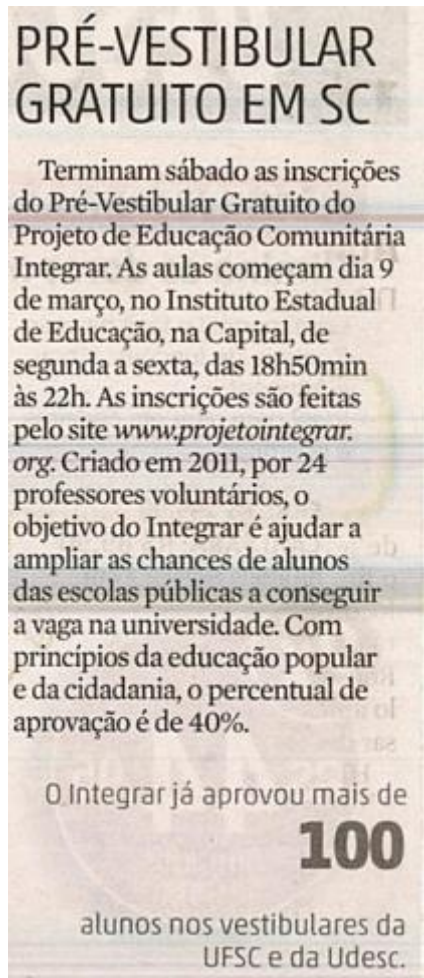 PRÉ-VESTIBULAR
GRATUITO EM SC
Terminam sábado as inscrições
do Pré-Vestibular Gratuito do
Projeto de Educação Comunitária
Integrar. As aulas começam dia 9
de março, no Instituto Estadual
de Educação, na Capital, de
segunda a sexta, das 18h50min
às 22h. As inscrições são feitas
pelo site www.projetointegrar.
org. Criado em 2011, por 24
professores voluntários, o
objetivo do Integrar é ajudar a
ampliar as chances de alunos
das escolas públicas a conseguir
a vaga na universidade. Com
princípios da educação popular
e da cidadania, o percentual de
aprovação é de 40%.
O Integrar já aprovou mais de
100
alunos nos vestibulares da
UFSC e da Udesc.